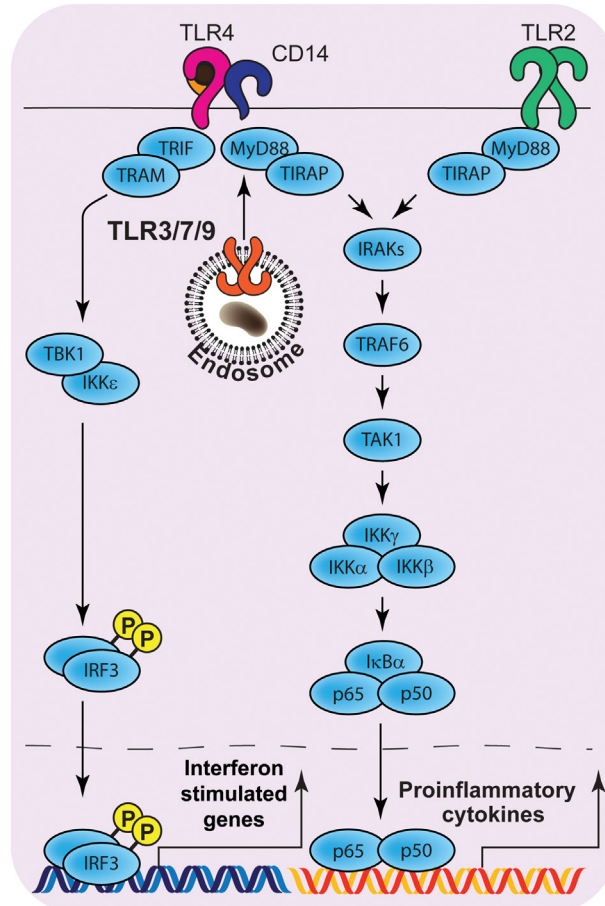 TLR4
CD14
TLR2
TRIF
TRAM
MyD88
TIRAP
MyD88
TIRAP
TLR3/7/9
Endosome
IRAKs
TBK1
IKKε
TRAF6
TAK1
IKKγ
IKKα
IKKβ
P
P
IRF3
IκBα
p65
p50
Interferon
stimulated
genes
Proinflammatory
cytokines
P
P
IRF3
p65
p50